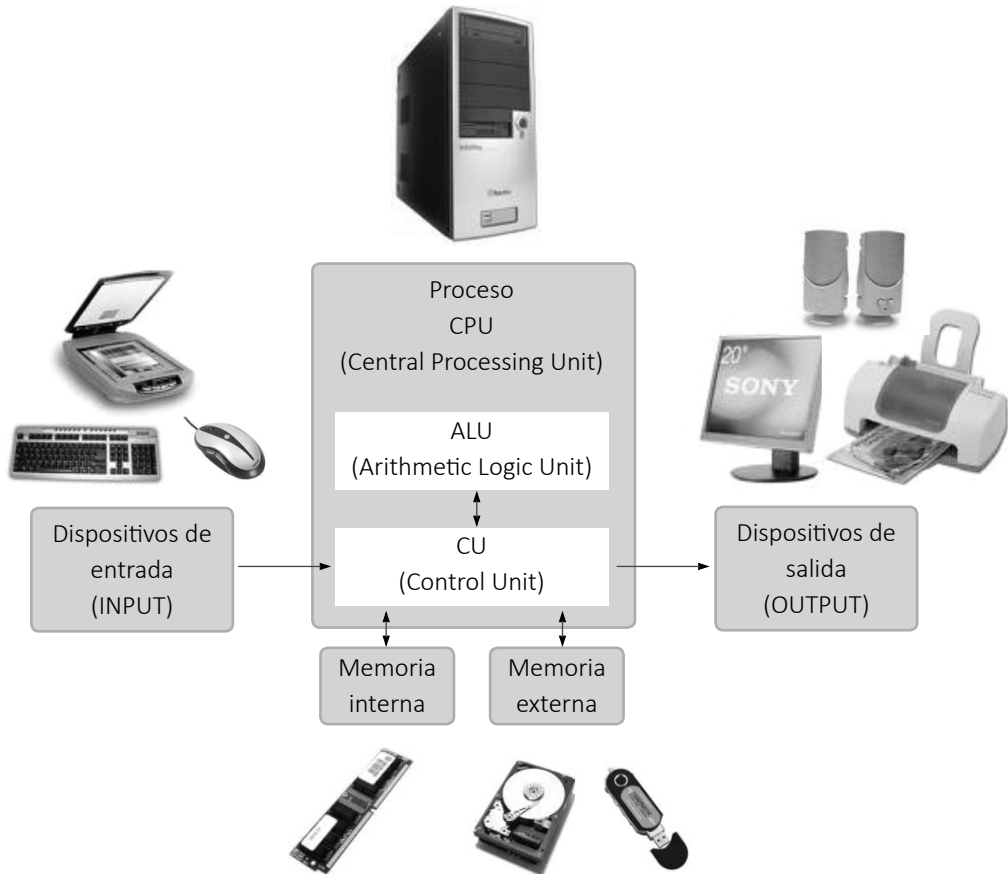 Proceso
CPU
(Central Processing Unit)
20"
SONY
ALU
(Arithmetic Logic Unit)
Dispositivos de
entrada
(INPUT)
CU
(Control Unit)
Dispositivos de
salida
(OUTPUT)
Memoria
interna
Memoria
externa